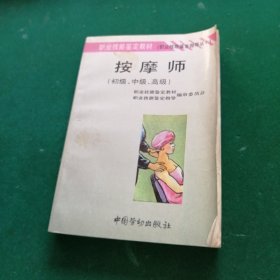 职业技能鉴定教材
按摩师
（初级、中级、高级）
职业技能鉴定教材
职业技能鉴定指导 编审委员会
中国劳动出版社